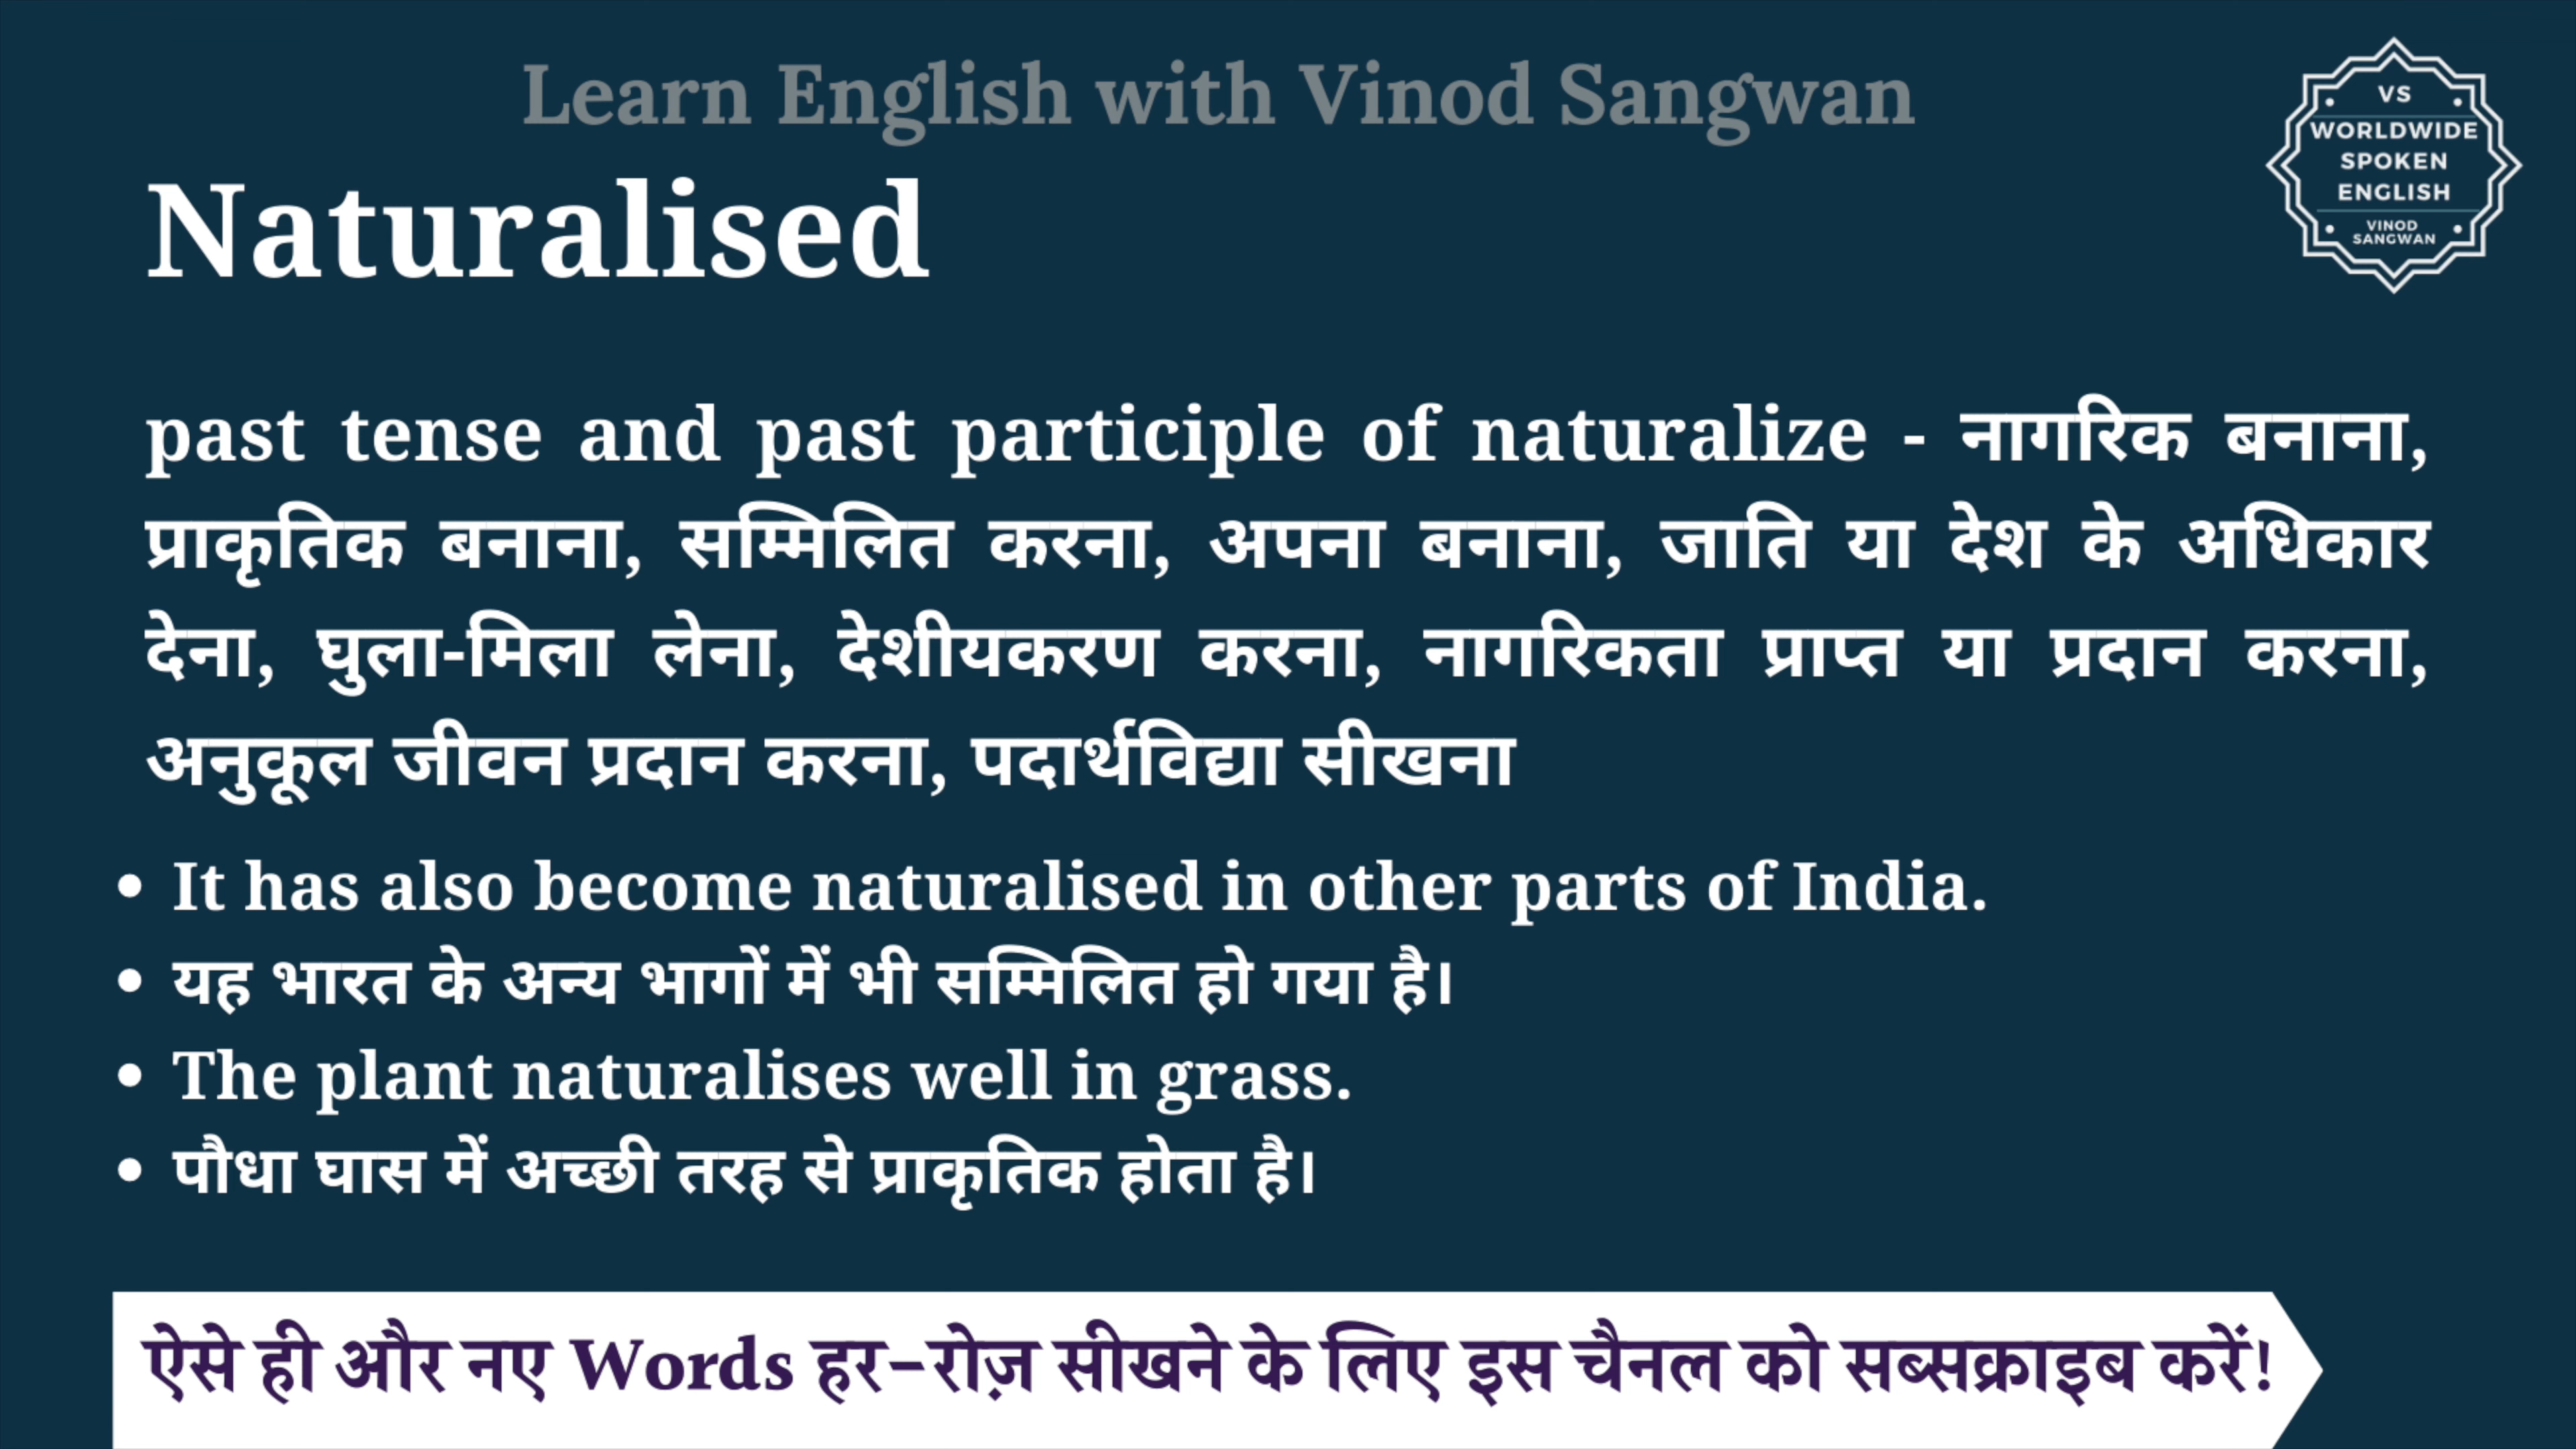 Learn English with Vinod Sangwan
VS
WORLDWIDE
SPOKEN
ENGLISH
VINOD
SANGWAN
Naturalised
past tense and past participle of naturalize - नागरिक बनाना,
प्राकृतिक बनाना, सम्मिलित करना, अपना बनाना, जाति या देश के अधिकार
देना, घुला-मिला लेना, देशीयकरण करना, नागरिकता प्राप्त या प्रदान करना,
अनुकूल जीवन प्रदान करना, पदार्थविद्या सीखना
• It has also become naturalised in other parts of India.
• यह भारत के अन्य भागों में भी सम्मिलित हो गया है।
• The plant naturalises well in grass.
• पौधा घास में अच्छी तरह से प्राकृतिक होता है।
ऐसे ही और नए Words हर-रोज़ सीखने के लिए इस चैनल को सब्सक्राइब करें!